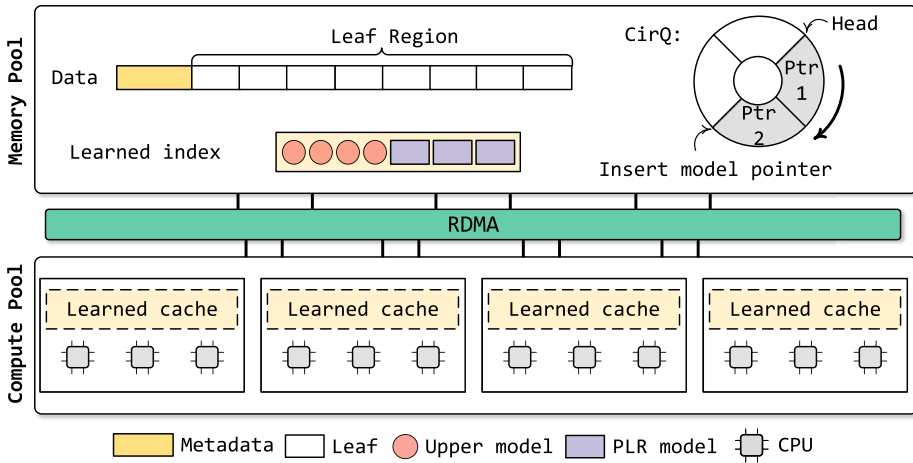 Memory Pool
Leaf Region
CirQ:
Head
Data
Ptr
1
Ptr
2
Learned index
Insert model pointer
RDMA
Compute Pool
Learned cache
Learned cache
Learned cache
Learned cache
Metadata
Leaf
Upper model
PLR model
CPU